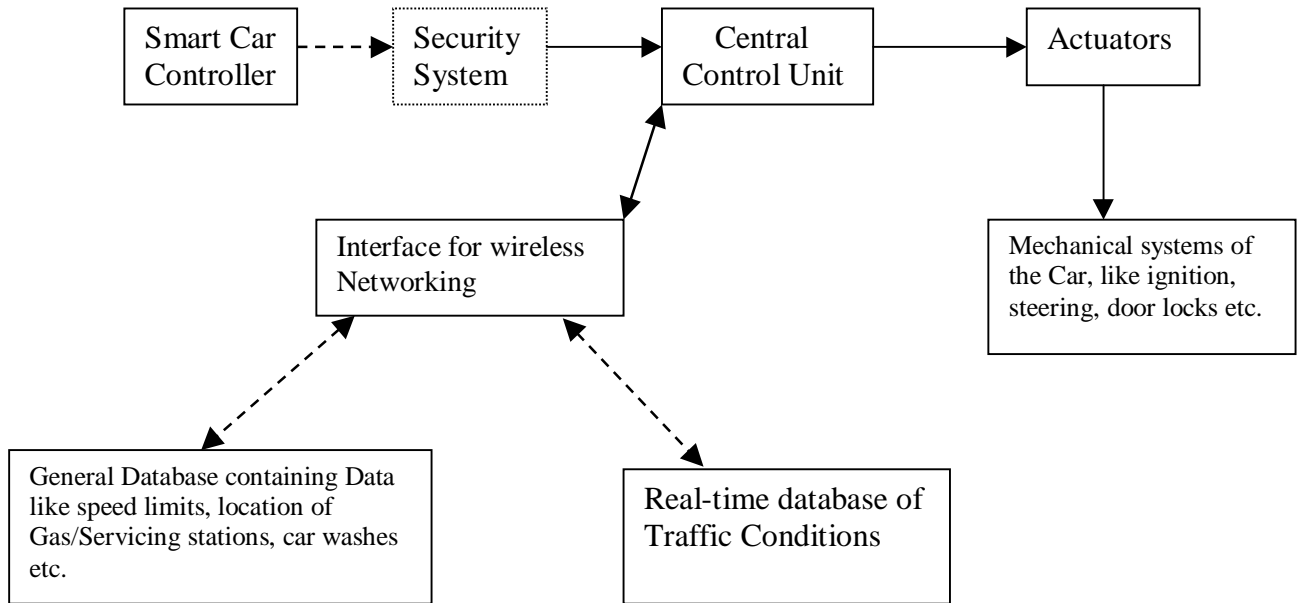 Smart Car
Controller
Security
System
Central
Control Unit
Actuators
Interface for wireless
Networking
Mechanical systems of
the Car, like ignition,
steering, door locks etc.
General Database containing Data
like speed limits, location of
Gas/Servicing stations, car washes
etc.
Real-time database of
Traffic Conditions